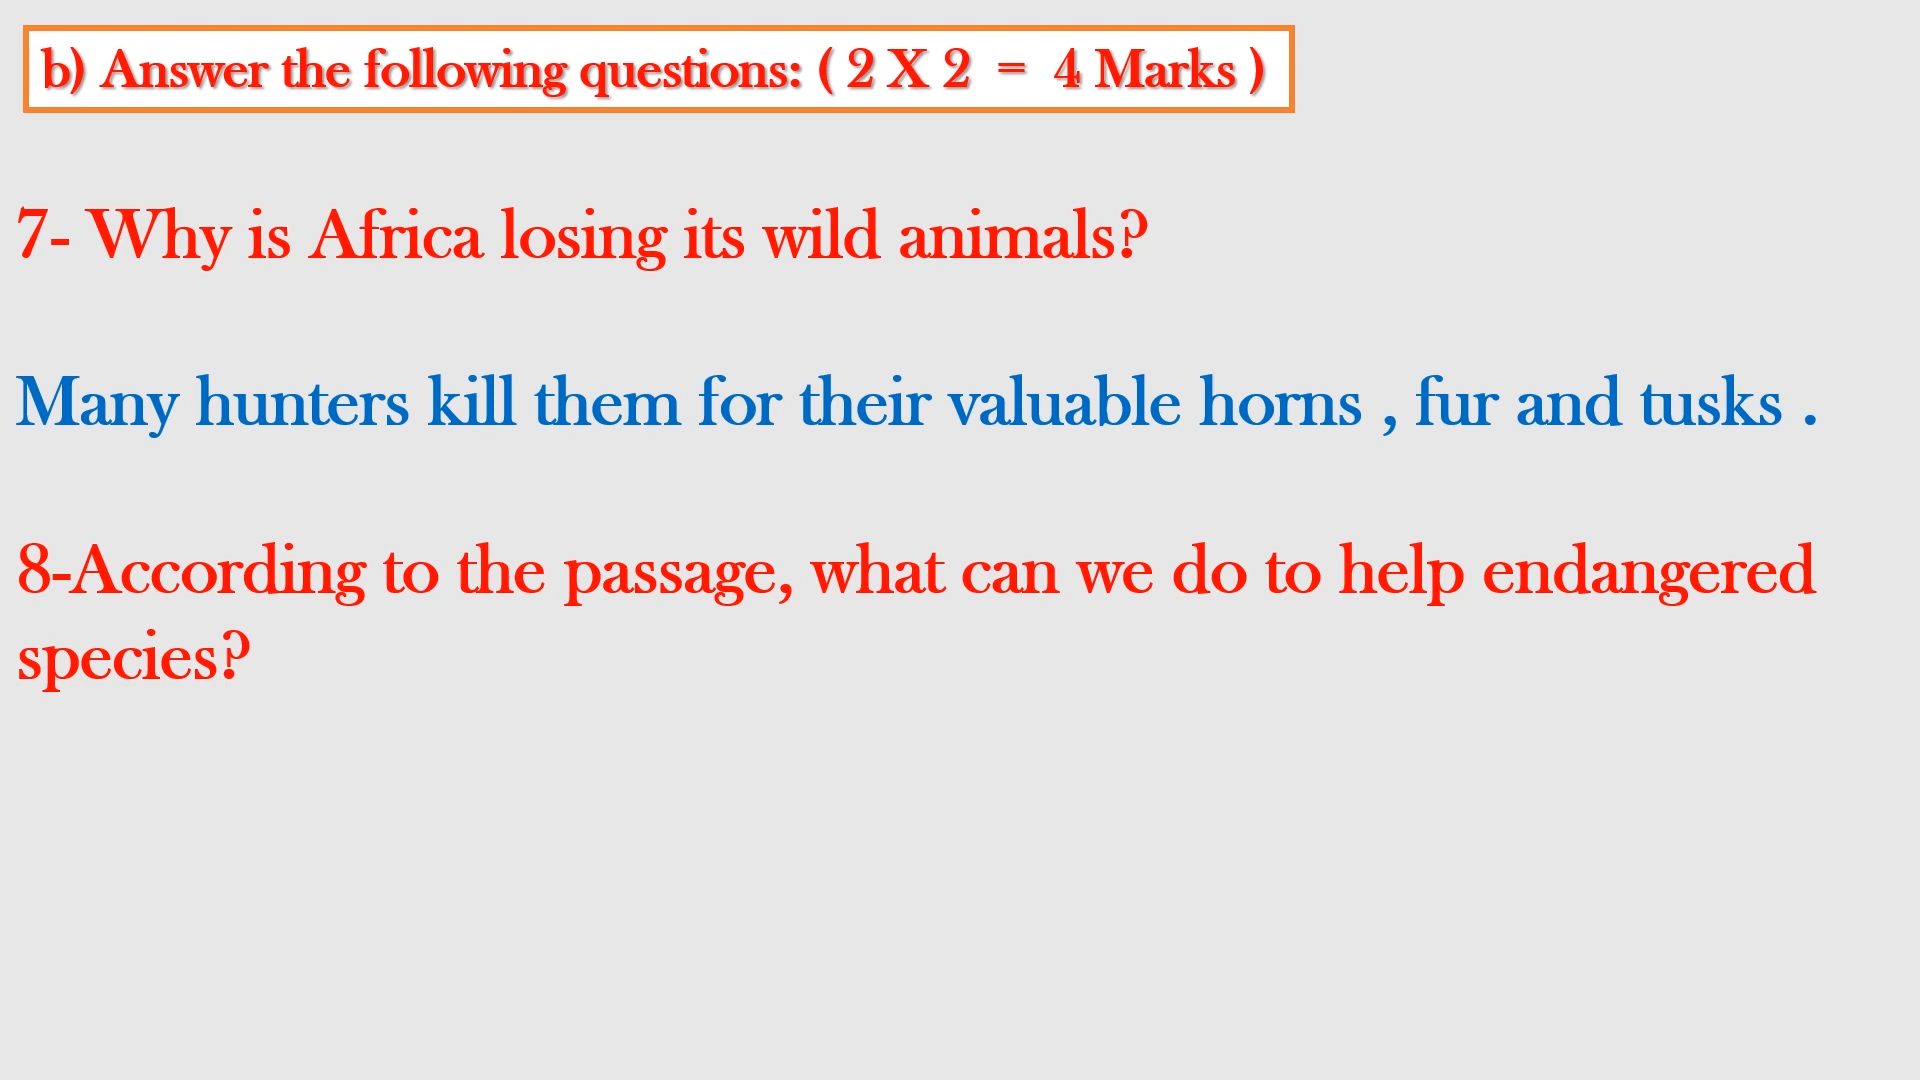 b) Answer the following questions: ( 2 X 2 = 4 Marks )
7- Why is Africa losing its wild animals?
Many hunters kill them for their valuable horns , fur and tusks .
8-According to the passage, what can we do to help endangered
species?